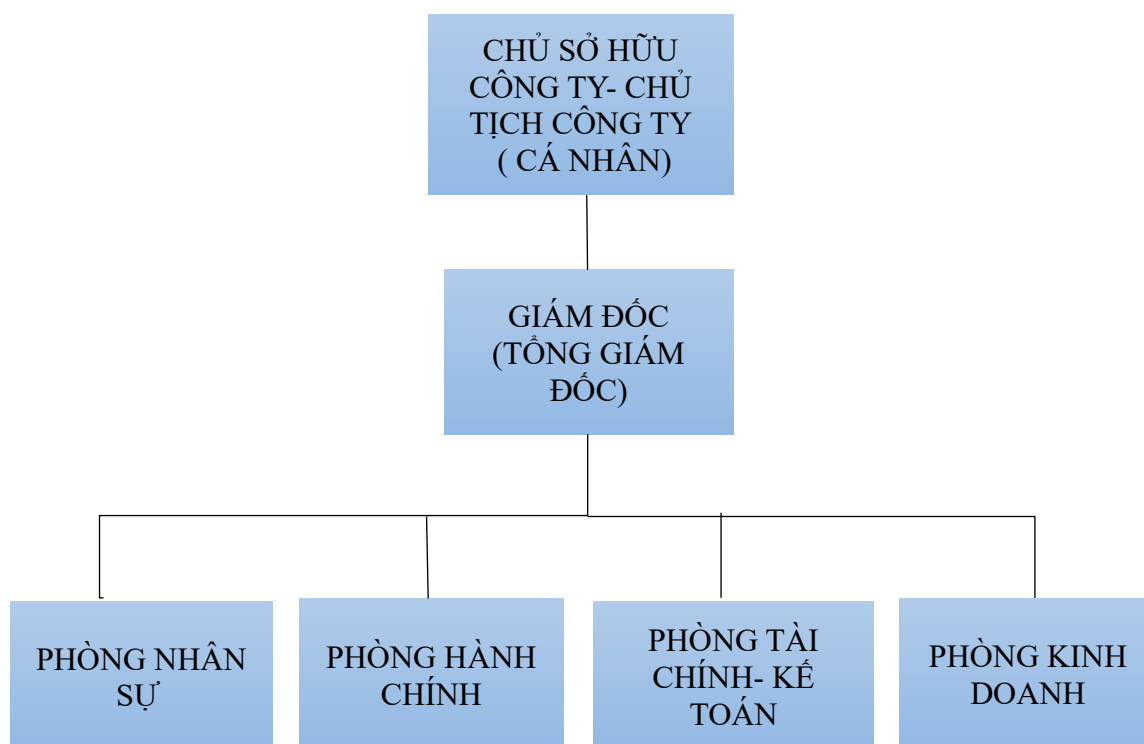 CHỦ SỞ HỮU
CÔNG TY- CHỦ
TỊCH CÔNG TY
( CÁ NHÂN)
GIÁM ĐỐC
(TỔNG GIÁM
ĐỐC)
PHÒNG NHÂN
SỰ
PHÒNG HÀNH
CHÍNH
PHÒNG TÀI
CHÍNH- KẾ
TOÁN
PHÒNG KINH
DOANH